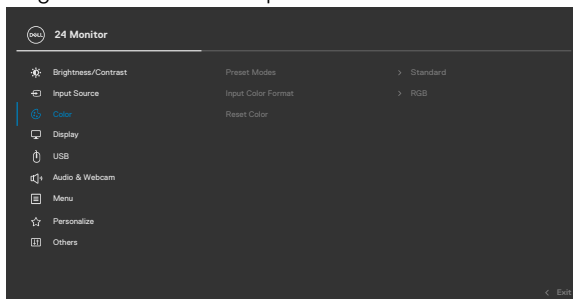 DELL 24 Monitor
Brightness/Contrast Preset Modes > Standard
Input Source Input Color Format > RGB
Color Reset Color
Display
USB
Audio & Webcam
Menu
Personalize
Others
< Exit